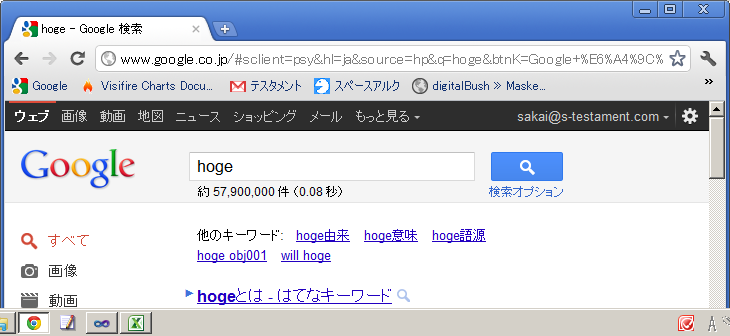 hoge - Google 検索
www.google.co.jp/#sclient=psy&hl=ja&source=hp&q=hoge&btnK=Google+%E6%A4%9C%
Google Visifire Charts Docu... テスタメント スペースアルク digitalBush » Maske... »
ウェブ 画像 動画 地図 ニュース ショッピング メール もっと見る sakai@s-testament.com
Google hoge
約 57,900,000 件 (0.08 秒) 検索オプション
すべて
画像
動画
他のキーワード: hoge由来 hoge意味 hoge語源
hoge obj001 will hoge
hogeとは - はてなキーワード